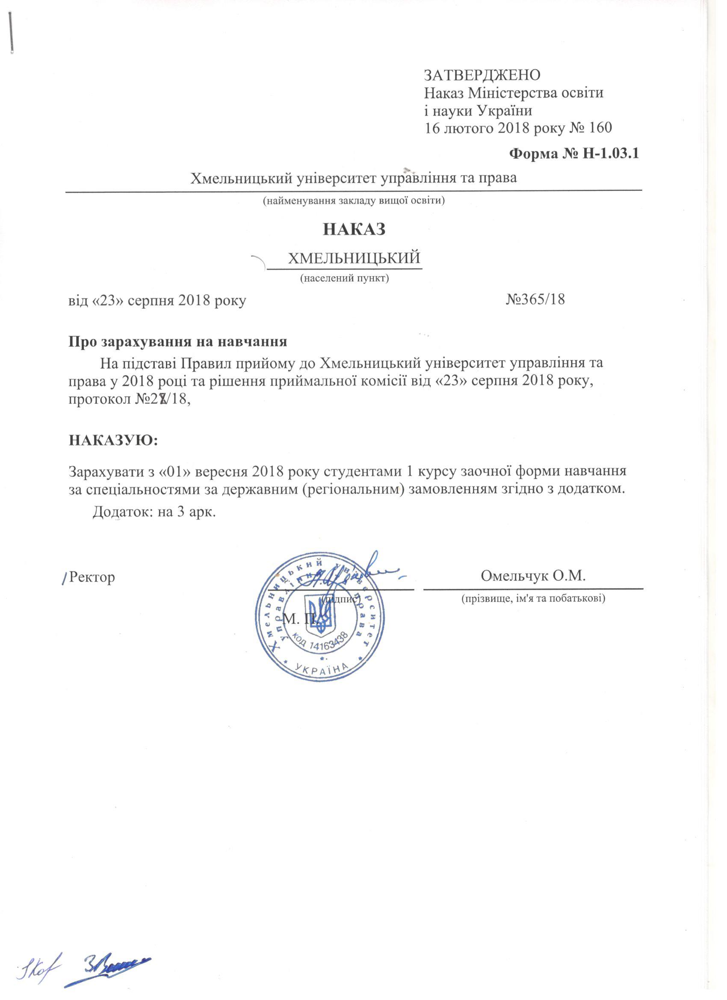 ЗАТВЕРДЖЕНО
Наказ Міністерства освіти
і науки України
16 лютого 2018 року № 160
Форма № Н-1.03.1
Хмельницький університет управління та права
(найменування закладу вищої освіти)
НАКАЗ
ХМЕЛЬНИЦЬКИЙ
(населений пункт)
від «23» серпня 2018 року №365/18
Про зарахування на навчання
На підставі Правил прийому до Хмельницький університет управління та
права у 2018 році та рішення приймальної комісії від «23» серпня 2018 року,
протокол
НАКАЗУЮ:
Зарахувати з «01» вересня 2018 року студентами 1 курсу заочної форми навчання
за спеціальностями за державним (регіональним) замовленням згідно з додатком.
Додаток: на 3 арк.
Ректор Омельчук О.М.
(підпис) (прізвище, ім'я та побатькові)
М. П.
Хмельницький університет
управління та права
код 14163438
УКРАЇНА